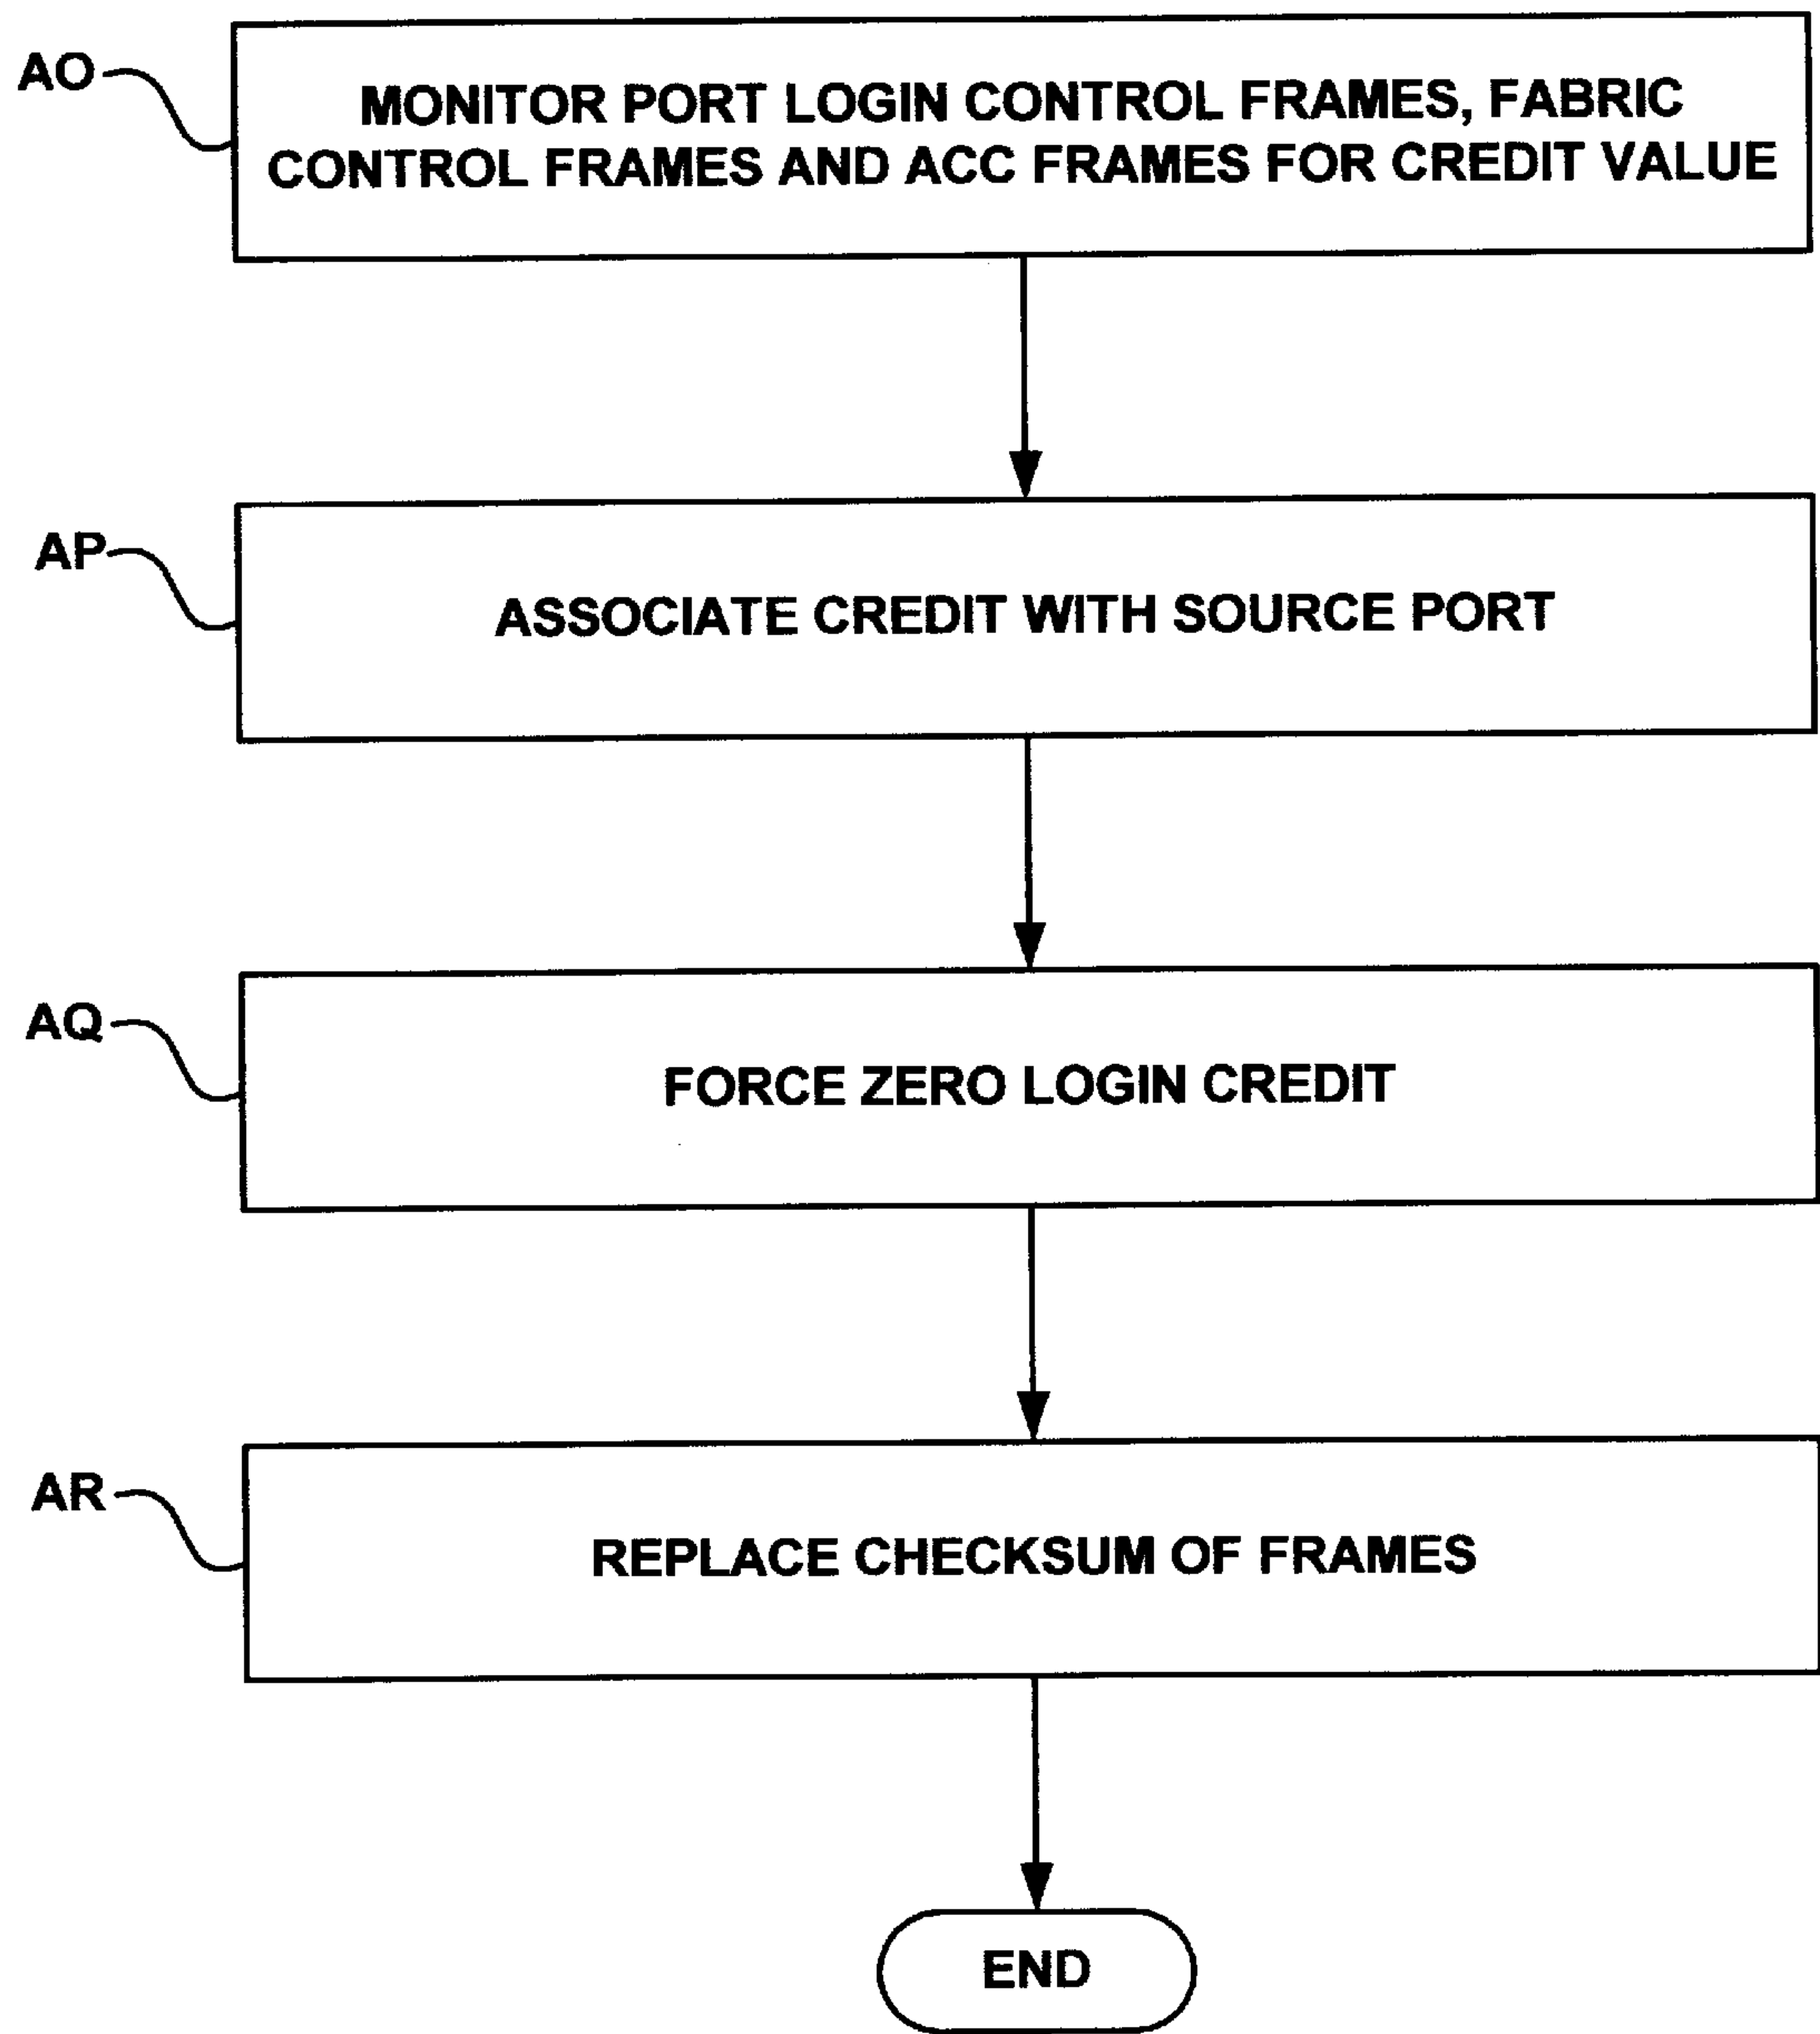 AO
MONITOR PORT LOGIN CONTROL FRAMES, FABRIC
CONTROL FRAMES AND ACC FRAMES FOR CREDIT VALUE
AP
ASSOCIATE CREDIT WITH SOURCE PORT
AQ
FORCE ZERO LOGIN CREDIT
AR
REPLACE CHECKSUM OF FRAMES
END